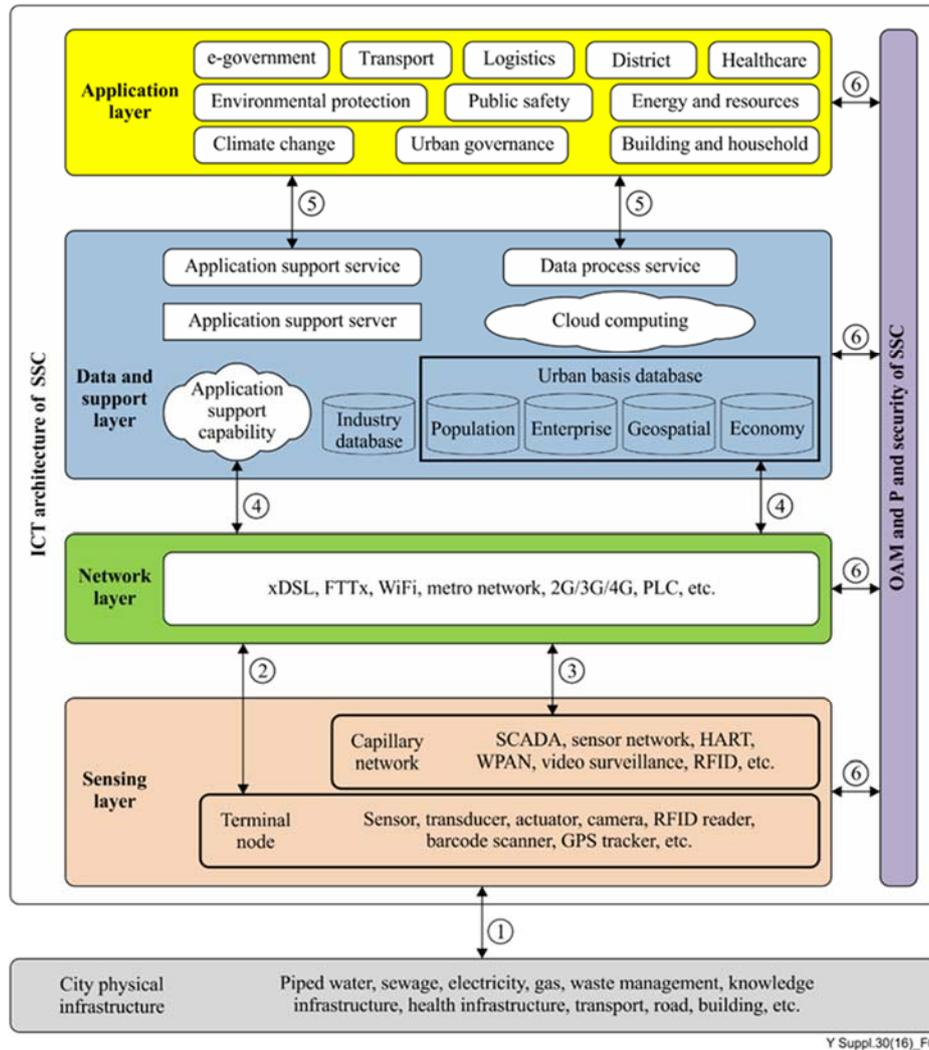 e-government
Transport
Logistics
District
Healthcare
Application
layer
Environmental protection
Public safety
Energy and resources
Climate change
Urban governance
Building and household
⑥
⑤
⑤
Application support service
Data process service
Application support server
Cloud computing
⑥
Data and
support
layer
Application
support
capability
Industry
database
Urban basis database
Population
Enterprise
Geospatial
Economy
④
④
Network
layer
xDSL, FTTx, WiFi, metro network, 2G/3G/4G, PLC, etc.
⑥
②
③
Sensing
layer
Capillary
network
SCADA, sensor network, HART,
WPAN, video surveillance, RFID, etc.
⑥
Terminal
node
Sensor, transducer, actuator, camera, RFID reader,
barcode scanner, GPS tracker, etc.
ICT architecture of SSC
OAM and P and security of SSC
①
City physical
infrastructure
Piped water, sewage, electricity, gas, waste management, knowledge
infrastructure, health infrastructure, transport, road, building, etc.
Y Suppl.30(16)_F